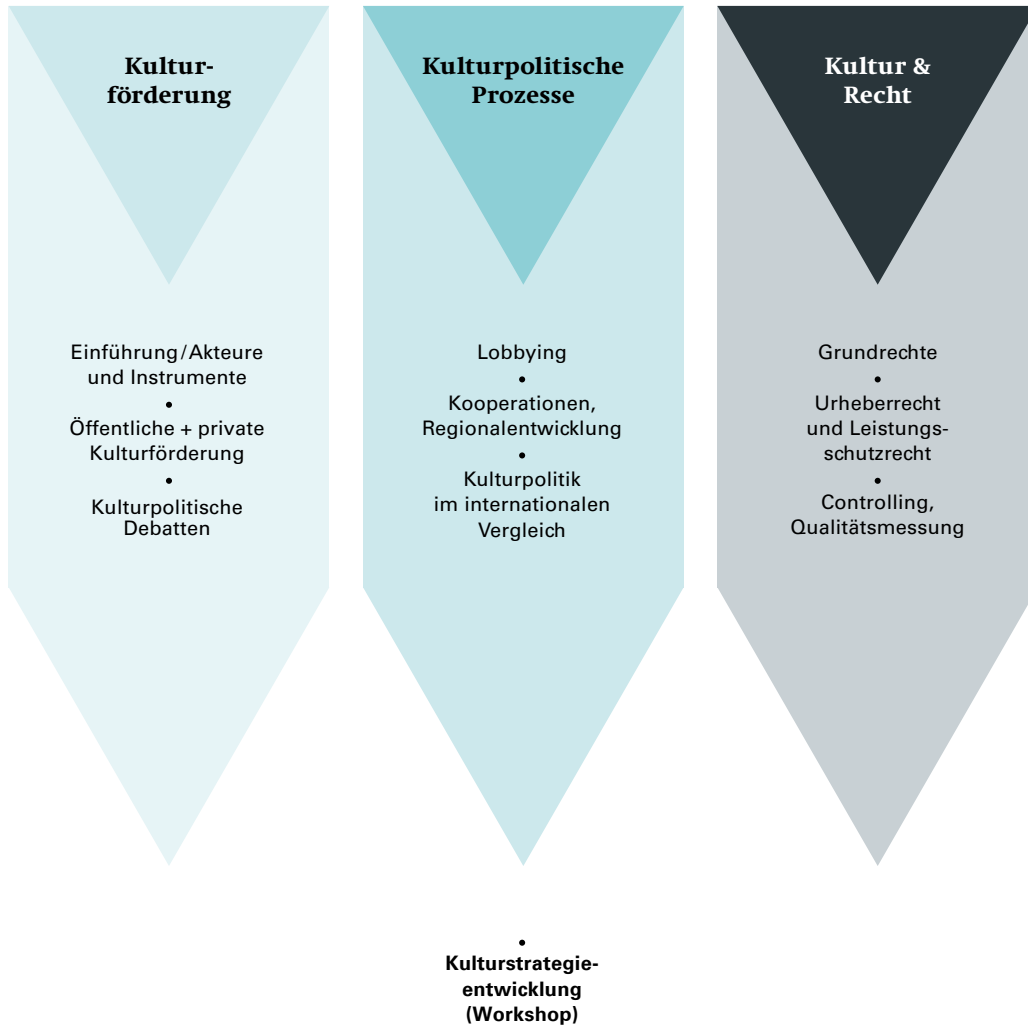 Kultur-
förderung
Einführung/Akteure
und Instrumente
•
Öffentliche + private
Kulturförderung
•
Kulturpolitische
Debatten
Kulturpolitische
Prozesse
Lobbying
•
Kooperationen,
Regionalentwicklung
•
Kulturpolitik
im internationalen
Vergleich
Kultur &
Recht
Grundrechte
•
Urheberrecht
und Leistungs-
schutzrecht
•
Controlling,
Qualitätsmessung
•
Kulturstrategie-
entwicklung
(Workshop)